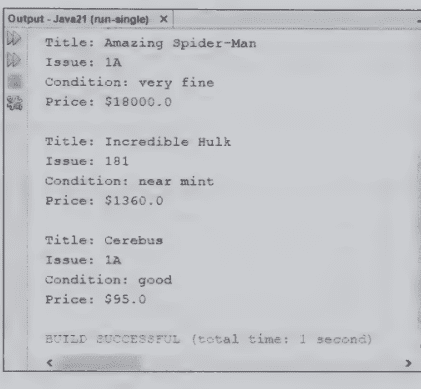 Output - Java21 (run-single) ×
Title: Amazing Spider-Man
Issue: 1A
Condition: very fine
Price: $18000.0
Title: Incredible Hulk
Issue: 181
Condition: near mint
Price: $1360.0
Title: Cerebus
Issue: 1A
Condition: good
Price: $95.0
BUILD SUCCESSFUL (total time: 1 second)